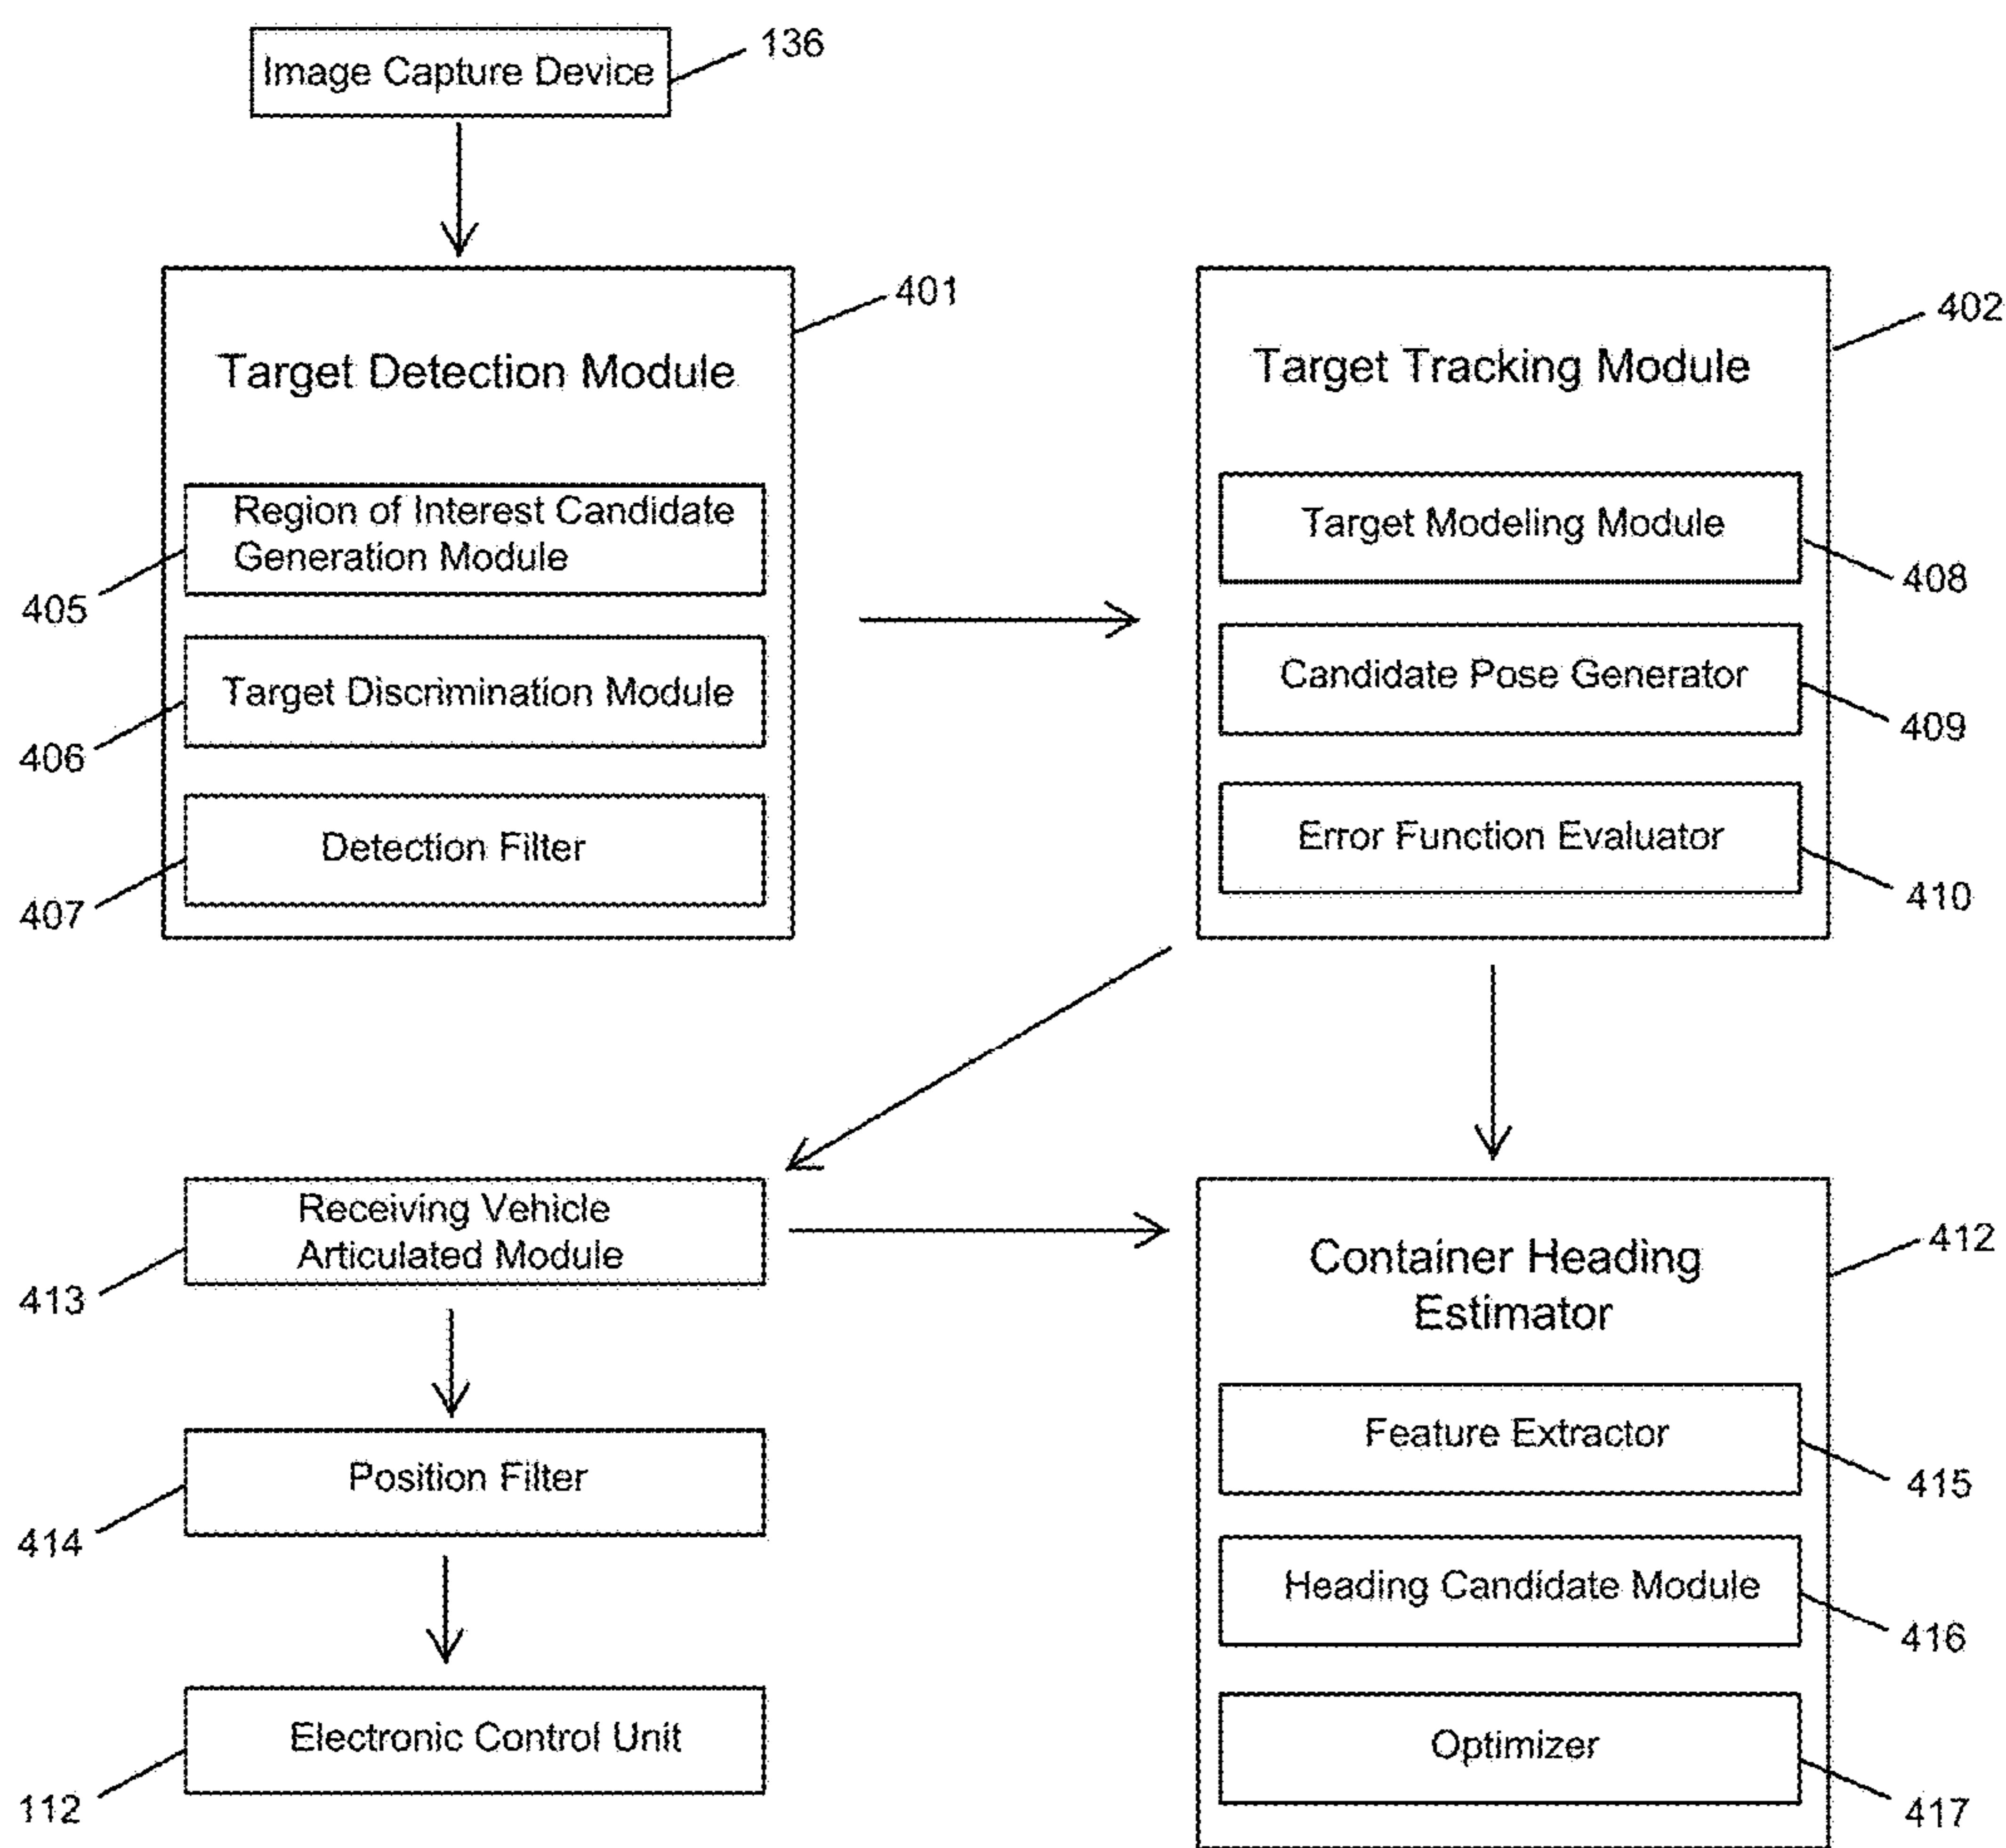 Image Capture Device
136
Target Detection Module
401
Region of Interest Candidate
Generation Module
405
Target Discrimination Module
406
Detection Filter
407
Target Tracking Module
402
Target Modeling Module
408
Candidate Pose Generator
409
Error Function Evaluator
410
Receiving Vehicle
Articulated Module
413
Position Filter
414
Electronic Control Unit
112
Container Heading
Estimator
412
Feature Extractor
415
Heading Candidate Module
416
Optimizer
417